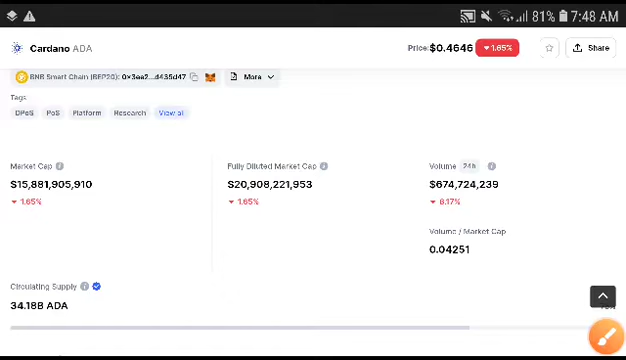 81% 7:48 AM
Cardano ADA Price: $0.4646 ▼1.65% Share
BNB Smart Chain (BEP20): 0x3ee2...d435d47 More
Tags
DPoS PoS Platform Research View all
Market Cap
$15,881,905,910
▼ 1.65%
Fully Diluted Market Cap
$20,908,221,953
▼ 1.65%
Volume 24h
$674,724,239
▼ 6.17%
Volume / Market Cap
0.04251
Circulating Supply
34.18B ADA